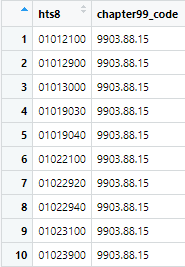 hts8 chapter99_code
1 01012100 9903.88.15
2 01012900 9903.88.15
3 01013000 9903.88.15
4 01019030 9903.88.15
5 01019040 9903.88.15
6 01022100 9903.88.15
7 01022920 9903.88.15
8 01022940 9903.88.15
9 01023100 9903.88.15
10 01023900 9903.88.15